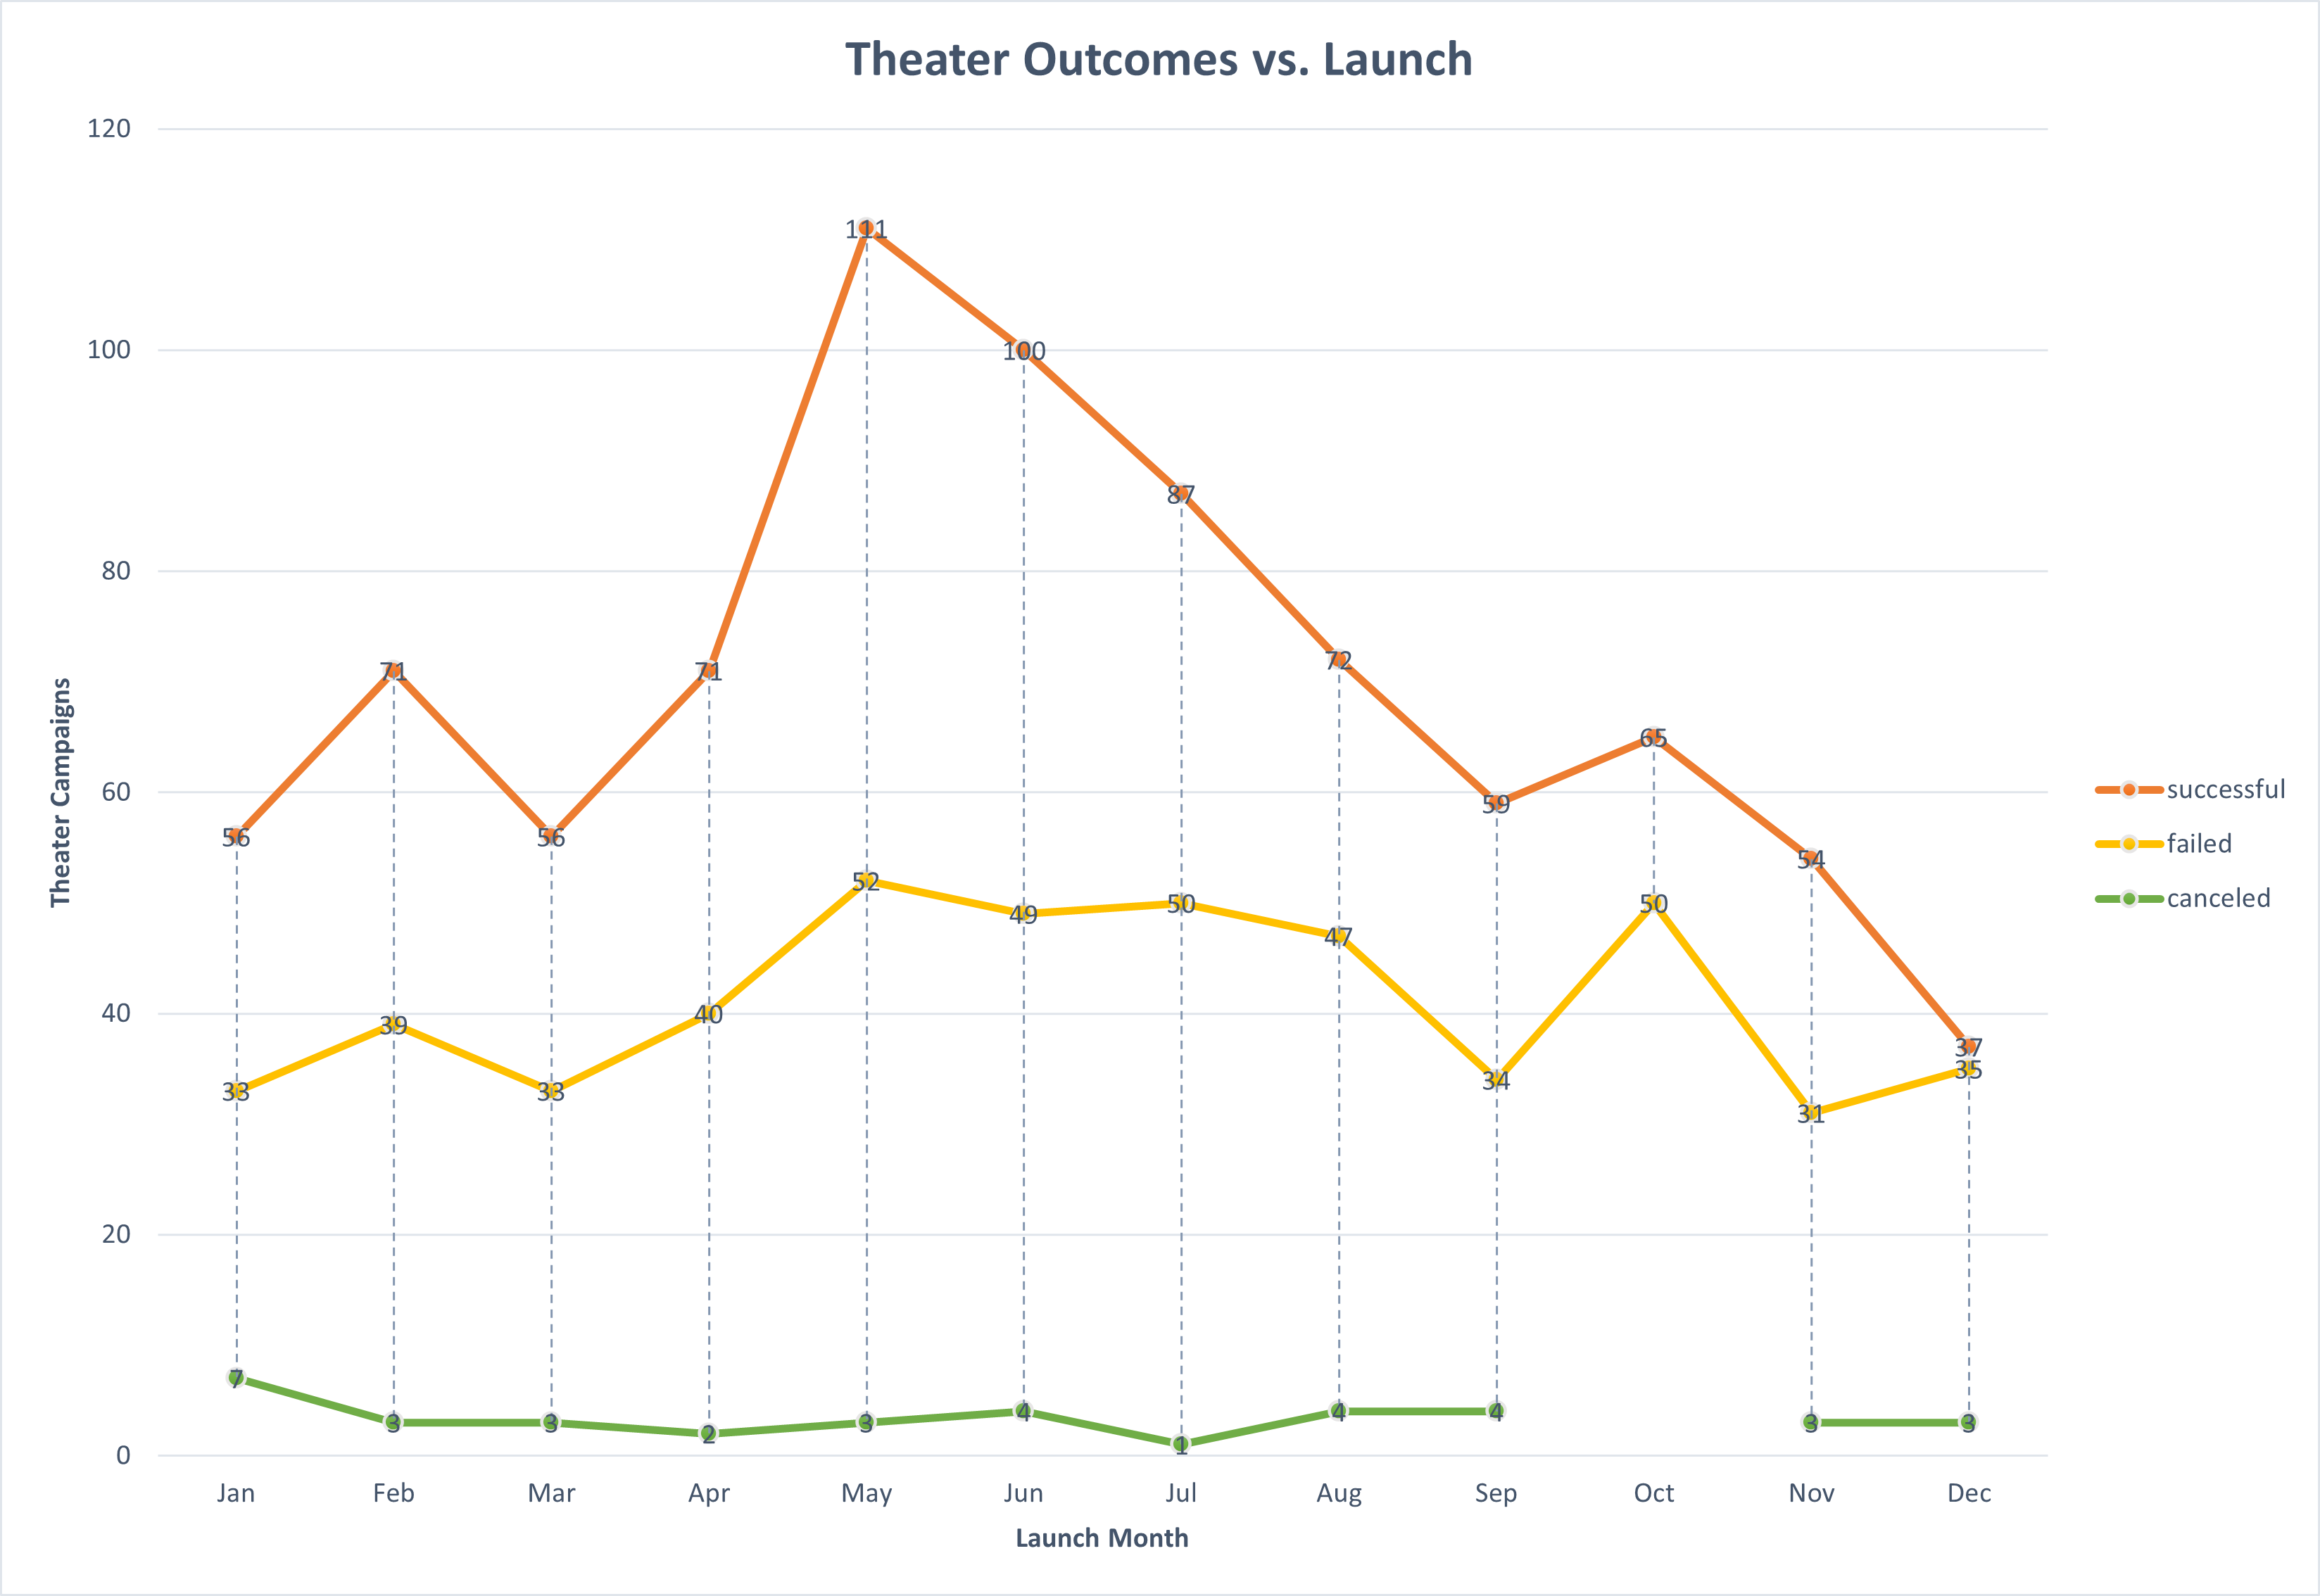 Theater Outcomes vs. Launch
120
100
80
60
40
20
0
Theater Campaigns
56 71 56 71 111 100 87 72 59 65 54 37
33 39 33 40 52 49 50 47 34 50 31 35
7 3 3 2 3 4 1 4 4 3 3
Jan Feb Mar Apr May Jun Jul Aug Sep Oct Nov Dec
Launch Month
successful
failed
canceled